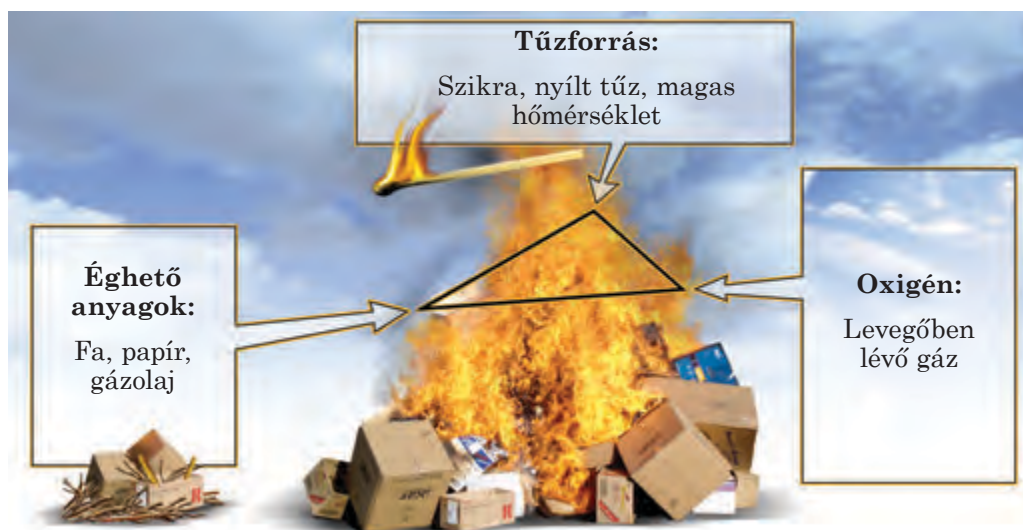 Tűzforrás:
Szikra, nyílt tűz, magas
hőmérséklet
Éghető
anyagok:
Fa, papír,
gázolaj
Oxigén:
Levegőben
lévő gáz